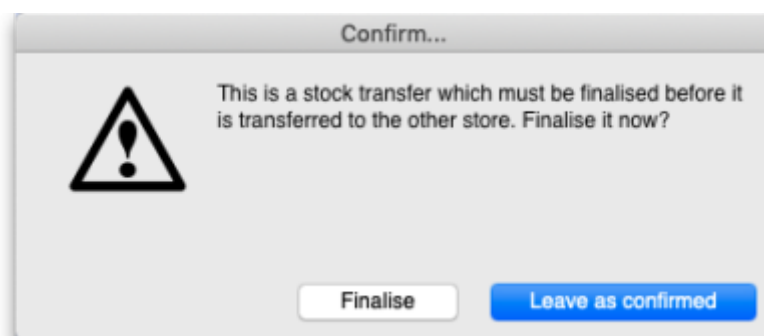 Confirm...
This is a stock transfer which must be finalised before it
is transferred to the other store. Finalise it now?
Finalise
Leave as confirmed